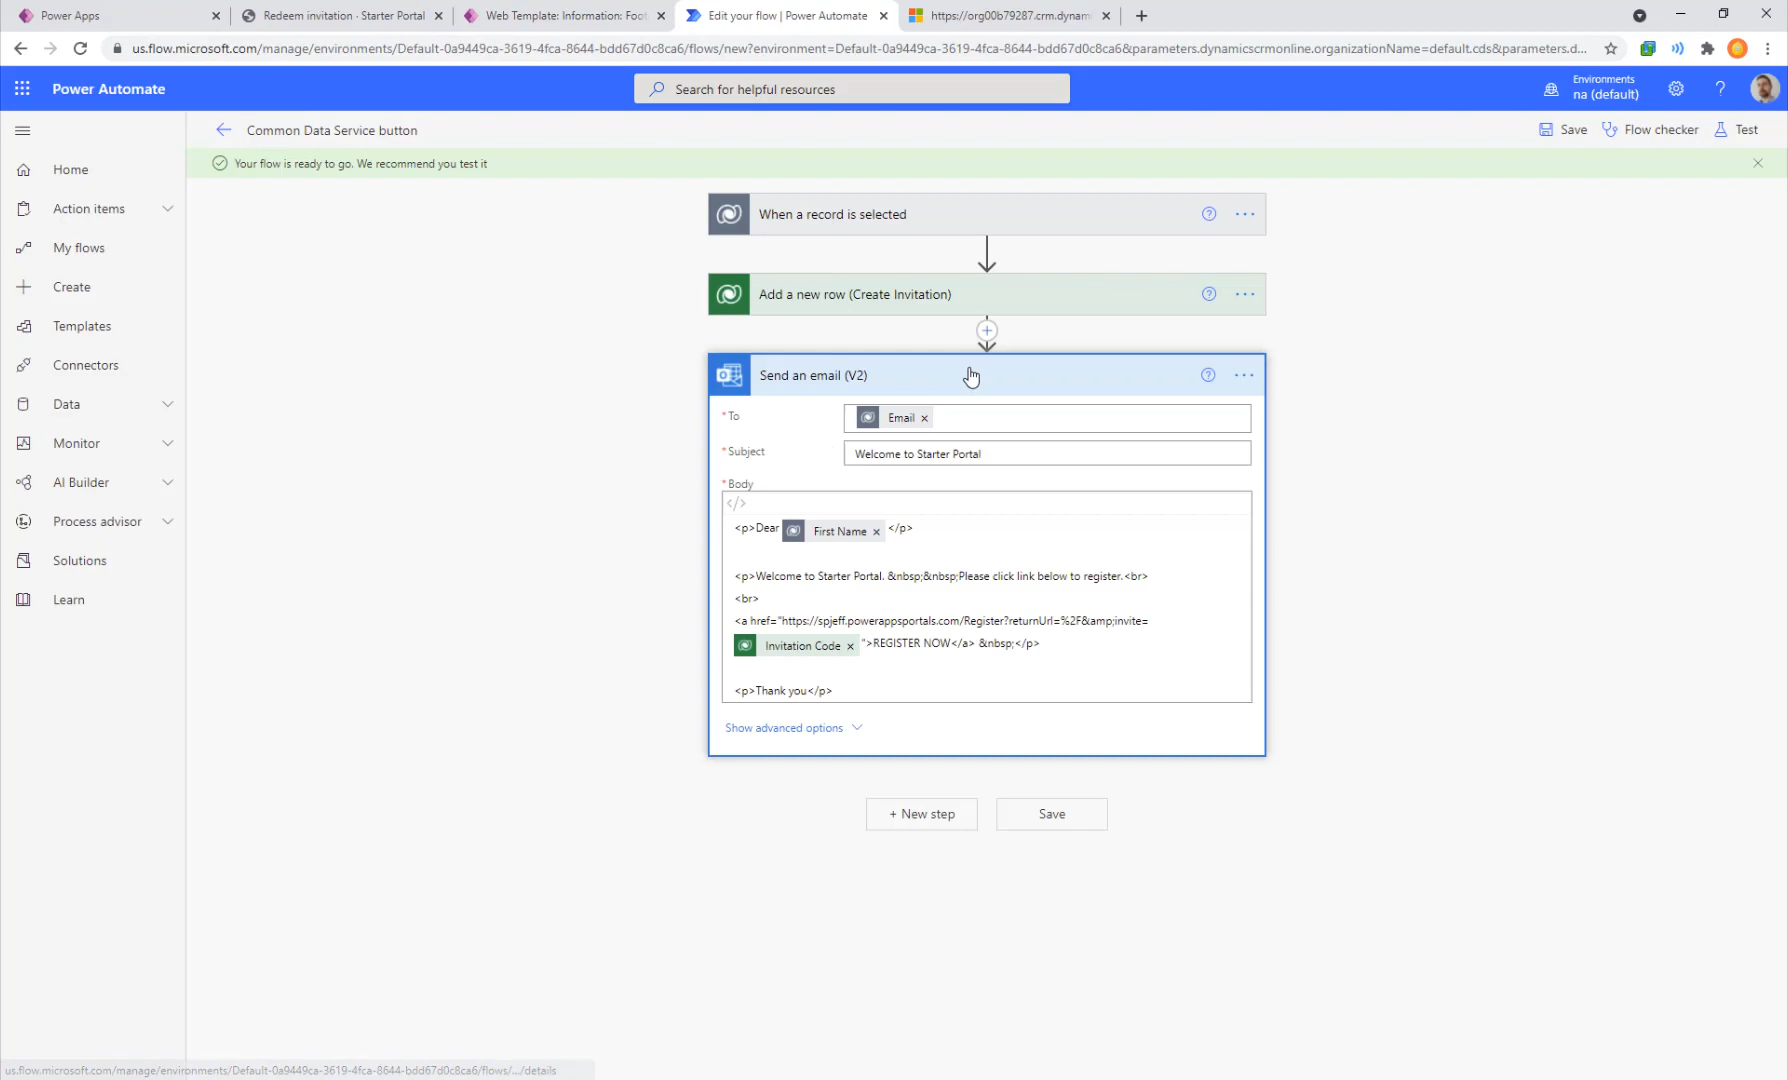 Power Apps
Redeem invitation · Starter Portal
Web Template: Information: Foot
Edit your flow | Power Automate
https://org00b79287.crm.dynam
us.flow.microsoft.com/manage/environments/Default-0a9449ca-3619-4fca-8644-bdd67d0c8ca6/flows/new?environment=Default-0a9449ca-3619-4fca-8644-bdd67d0c8ca6&parameters.dynamicscrmonline.organizationName=default.cds&parameters.d...
Power Automate
Search for helpful resources
Environments
na (default)
Common Data Service button
Save
Flow checker
Test
Your flow is ready to go. We recommend you test it
Home
Action items
My flows
Create
Templates
Connectors
Data
Monitor
AI Builder
Process advisor
Solutions
Learn
When a record is selected
Add a new row (Create Invitation)
Send an email (V2)
* To
Email ×
* Subject
Welcome to Starter Portal
* Body
</>
<p>Dear First Name × </p>
<p>Welcome to Starter Portal. &nbsp;&nbsp;Please click link below to register.<br>
<br>
<a href="https://spjeff.powerappsportals.com/Register?returnUrl=%2F&amp;invite=
Invitation Code × ">REGISTER NOW</a> &nbsp;</p>
<p>Thank you</p>
Show advanced options
+ New step
Save
us.flow.microsoft.com/manage/environments/Default-0a9449ca-3619-4fca-8644-bdd67d0c8ca6/flows/.../details